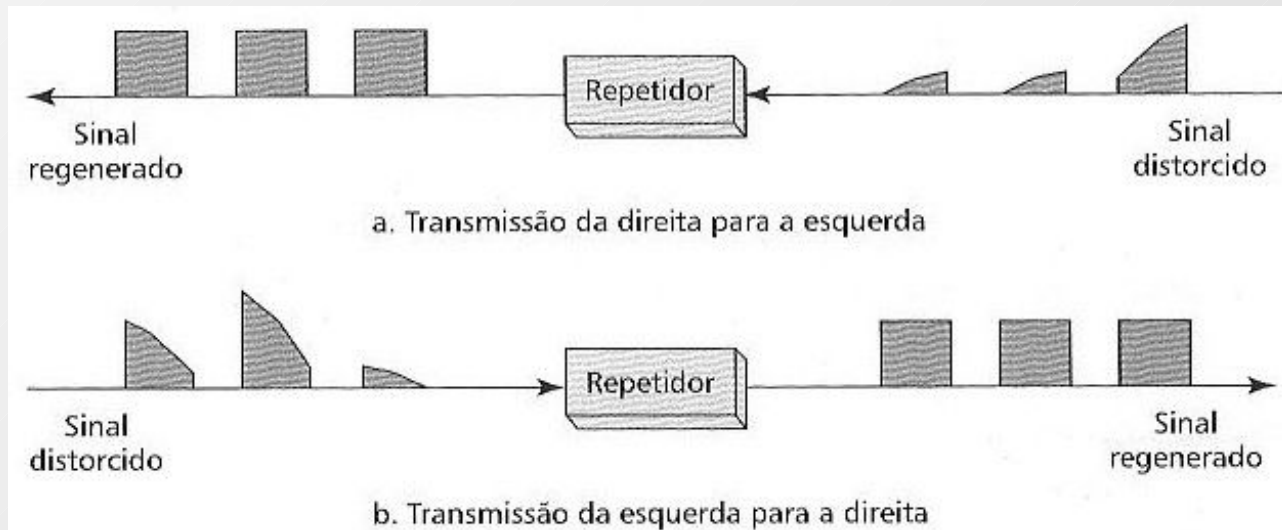 Repetidor
Sinal
regenerado
Sinal
distorcido
a. Transmissão da direita para a esquerda
Repetidor
Sinal
distorcido
Sinal
regenerado
b. Transmissão da esquerda para a direita